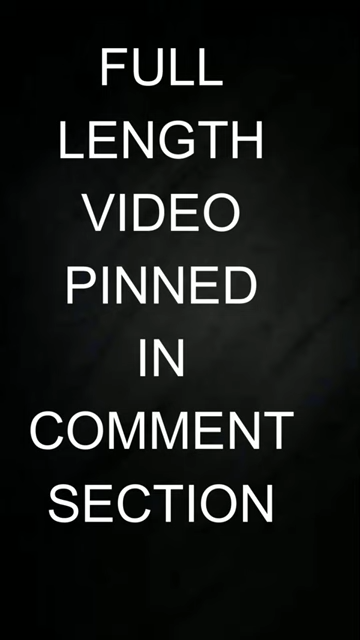 FULL
LENGTH
VIDEO
PINNED
IN
COMMENT
SECTION